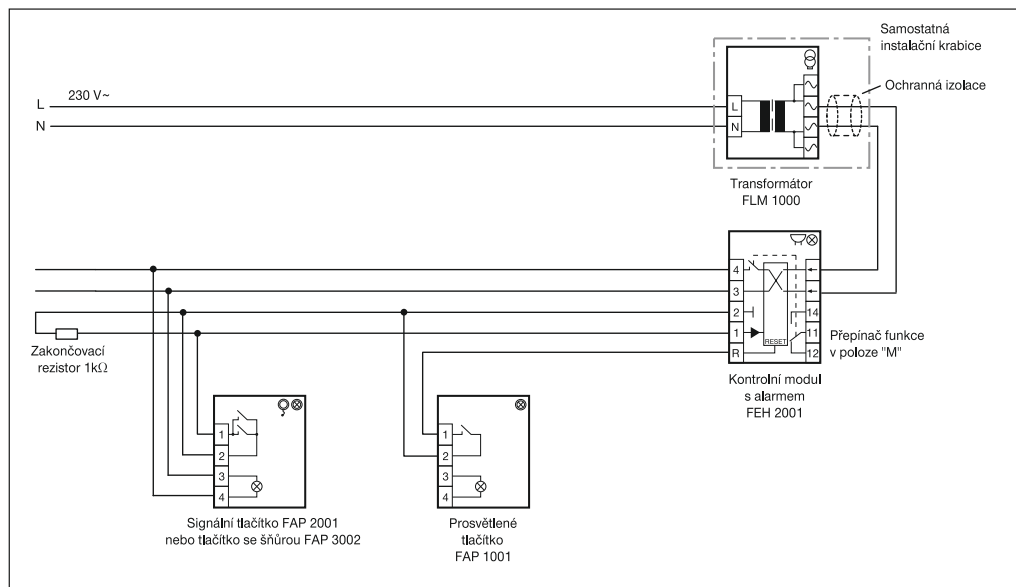 Samostatná
instalační krabice
Ochranná izolace
230 V~
L
N
L
N
Transformátor
FLM 1000
4
3
2
1
R
RESET
14
11
12
Přepínač funkce
v poloze "M"
Kontrolní modul
s alarmem
FEH 2001
Zakončovací
rezistor 1kΩ
1
2
3
4
Signální tlačítko FAP 2001
nebo tlačítko se šňůrou FAP 3002
1
2
3
4
Prosvětlené
tlačítko
FAP 1001